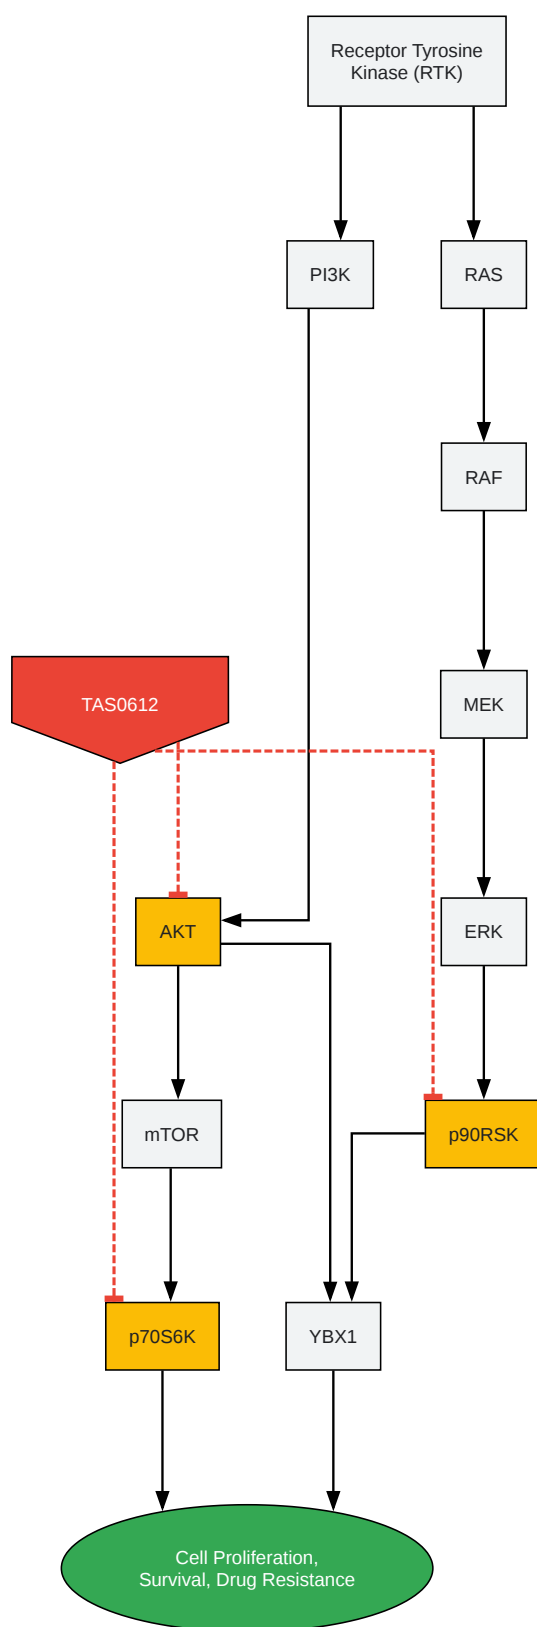 Receptor Tyrosine
Kinase (RTK)
PI3K
RAS
RAF
TAS0612
MEK
AKT
ERK
mTOR
p90RSK
p70S6K
YBX1
Cell Proliferation,
Survival, Drug Resistance